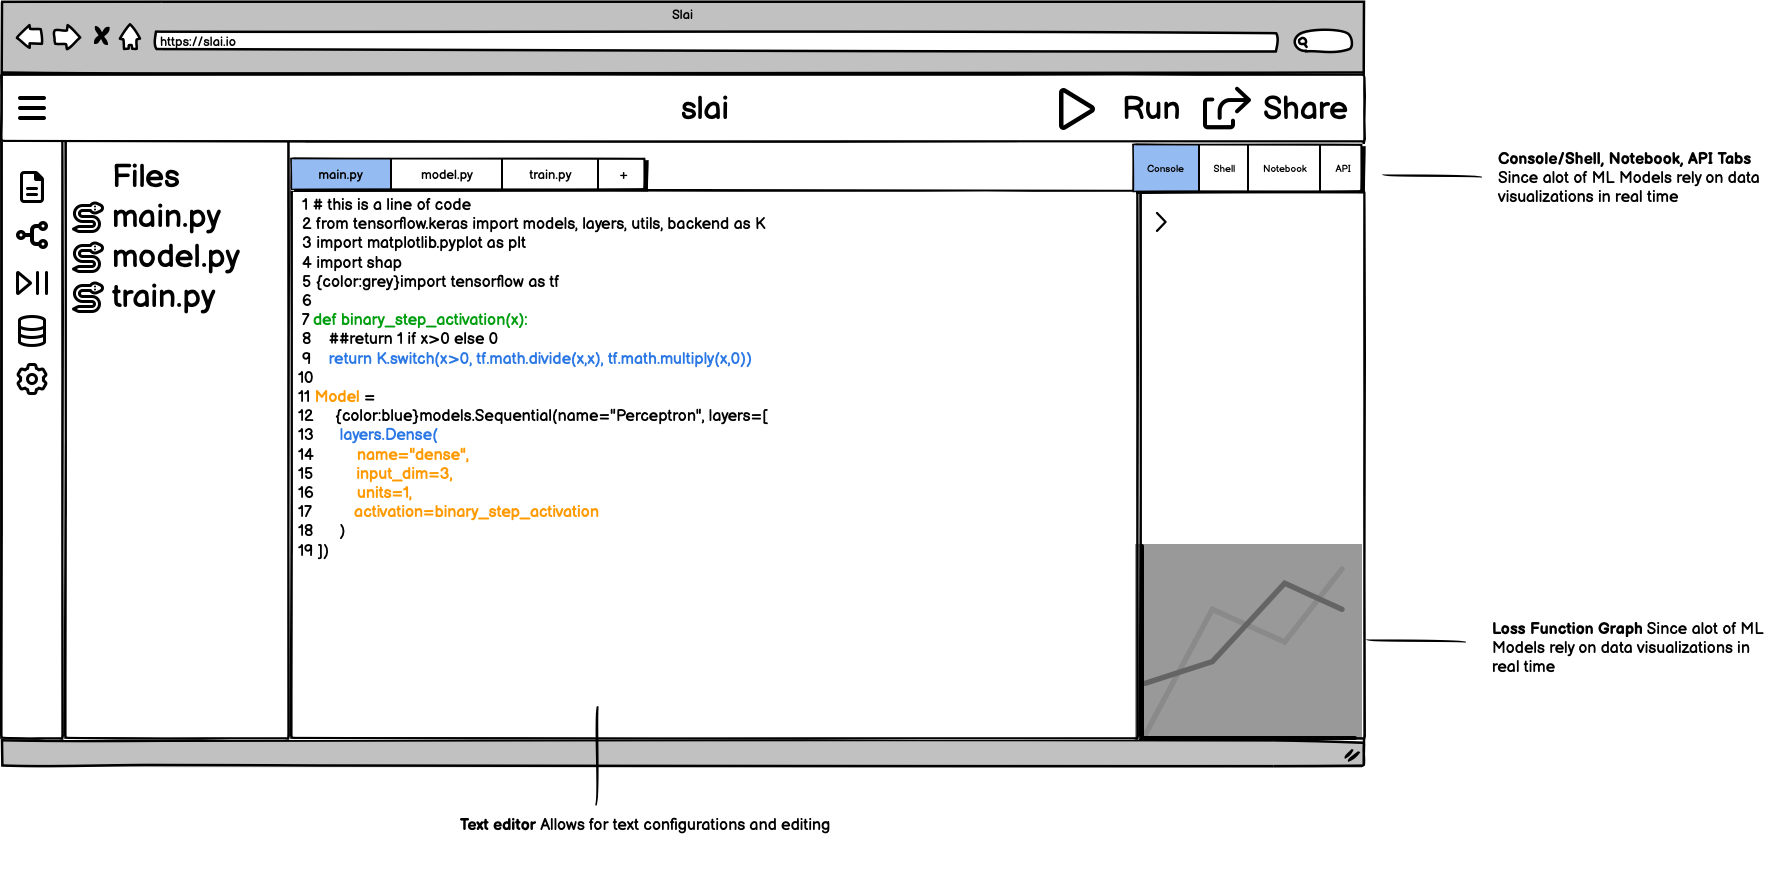 Slai
https://slai.io
slai
Run
Share
Files
main.py
model.py
train.py
main.py
model.py
train.py
+
Console
Shell
Notebook
API
1 # this is a line of code
2 from tensorflow.keras import models, layers, utils, backend as K
3 import matplotlib.pyplot as plt
4 import shap
5 {color:grey}import tensorflow as tf
6
7 def binary_step_activation(x):
8 ##return 1 if x>0 else 0
9 return K.switch(x>0, tf.math.divide(x,x), tf.math.multiply(x,0))
10
11 Model =
12 {color:blue}models.Sequential(name="Perceptron", layers=[
13 layers.Dense(
14 name="dense",
15 input_dim=3,
16 units=1,
17 activation=binary_step_activation
18 )
19 ])
Console/Shell, Notebook, API Tabs
Since alot of ML Models rely on data
visualizations in real time
Loss Function Graph Since alot of ML
Models rely on data visualizations in
real time
Text editor Allows for text configurations and editing